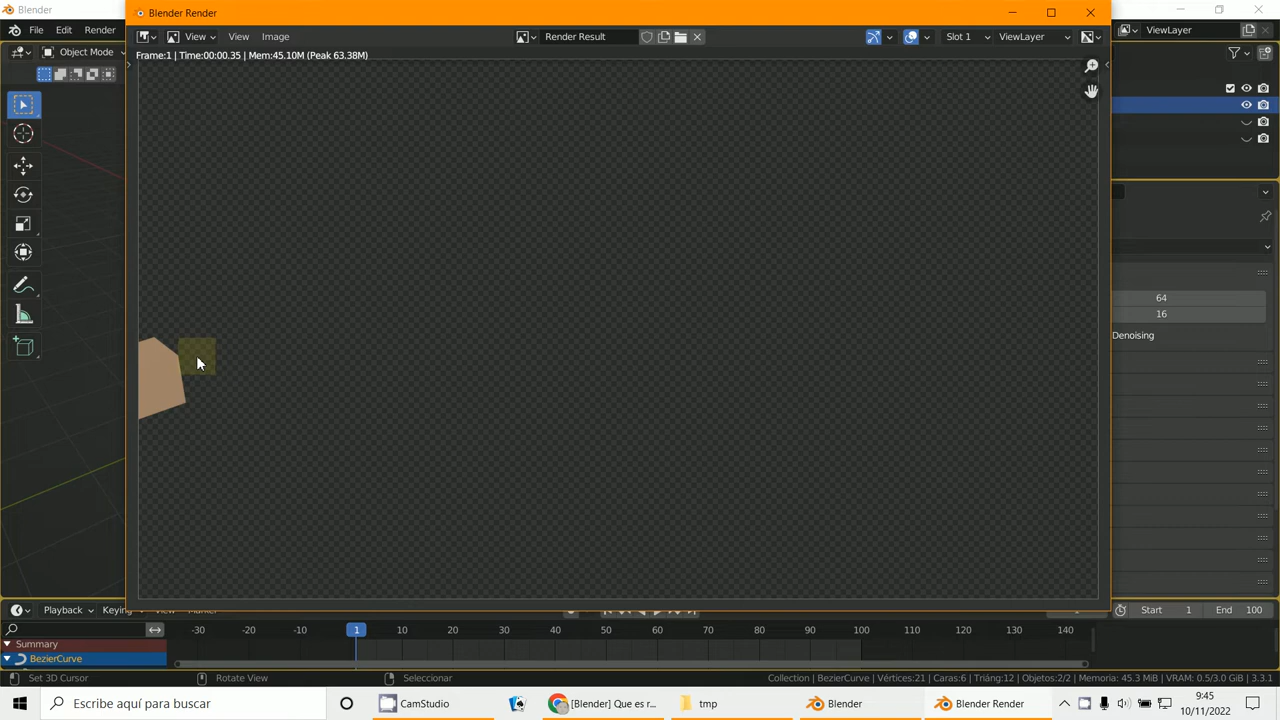 Blender
Blender Render
File Edit Render
View View Image
Render Result
Slot 1
ViewLayer
ViewLayer
Object Mode
Frame:1 | Time:00:00.35 | Mem:45.10M (Peak 63.38M)
64
16
Denoising
Playback Keying View Marker
Start 1 End 100
-30 -20 -10 1 10 20 30 40 50 60 70 80 90 100 110 120 130 140
Summary
BezierCurve
Set 3D Cursor
Rotate View
Seleccionar
Collection | BezierCurve | Vértices:21 | Caras:6 | Triáng:12 | Objetos:2/2 | Memoria: 45.3 MiB | VRAM: 0.5/3.0 GiB | 3.3.1
Escribe aquí para buscar
CamStudio
[Blender] Que es r...
tmp
Blender
Blender Render
9:45
10/11/2022